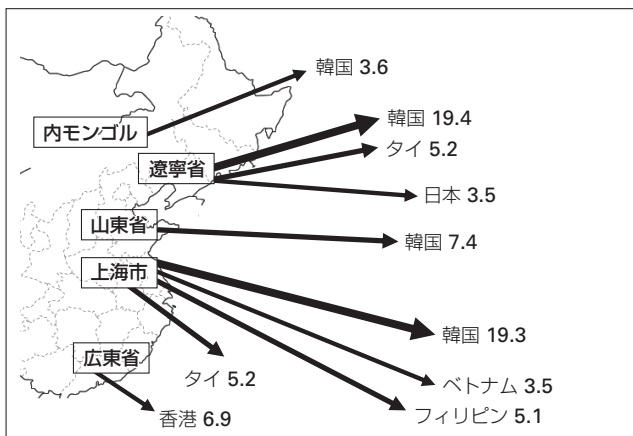 韓国 3.6
内モンゴル
韓国 19.4
タイ 5.2
遼寧省
日本 3.5
山東省
韓国 7.4
上海市
韓国 19.3
広東省
タイ 5.2
ベトナム 3.5
フィリピン 5.1
香港 6.9